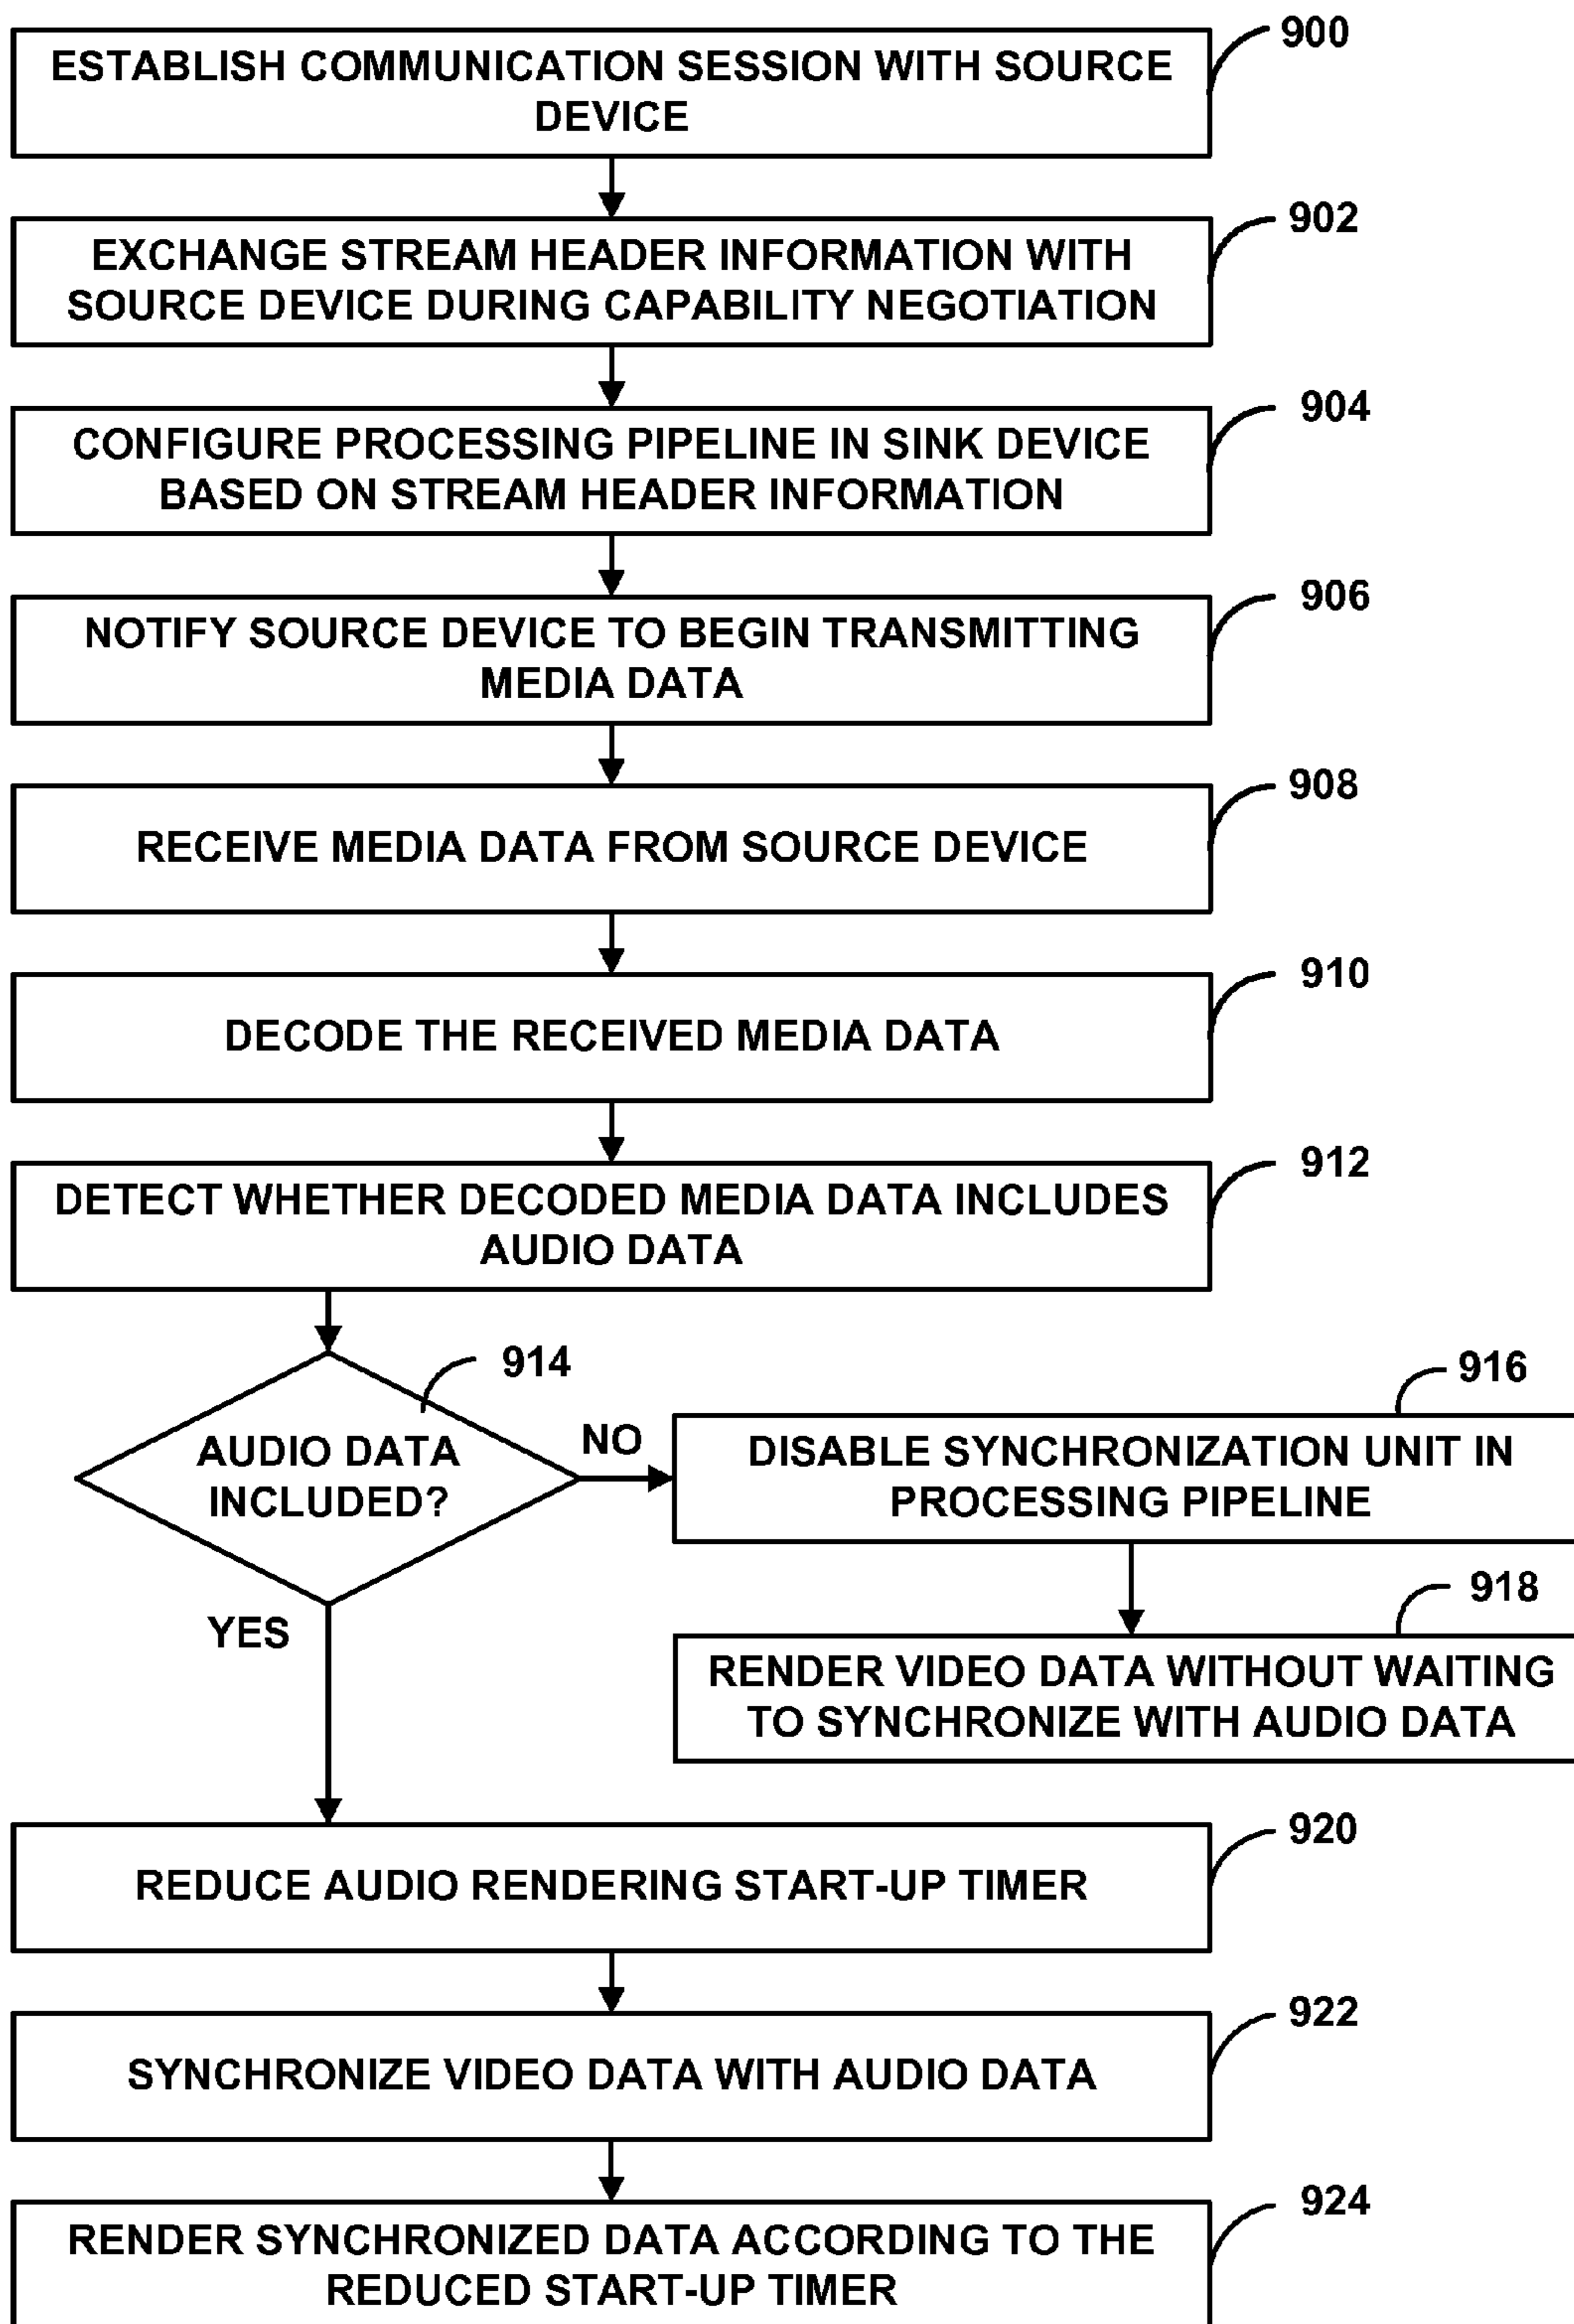 900
ESTABLISH COMMUNICATION SESSION WITH SOURCE
DEVICE
902
EXCHANGE STREAM HEADER INFORMATION WITH
SOURCE DEVICE DURING CAPABILITY NEGOTIATION
904
CONFIGURE PROCESSING PIPELINE IN SINK DEVICE
BASED ON STREAM HEADER INFORMATION
906
NOTIFY SOURCE DEVICE TO BEGIN TRANSMITTING
MEDIA DATA
908
RECEIVE MEDIA DATA FROM SOURCE DEVICE
910
DECODE THE RECEIVED MEDIA DATA
912
DETECT WHETHER DECODED MEDIA DATA INCLUDES
AUDIO DATA
914
AUDIO DATA
INCLUDED?
NO
916
DISABLE SYNCHRONIZATION UNIT IN
PROCESSING PIPELINE
918
RENDER VIDEO DATA WITHOUT WAITING
TO SYNCHRONIZE WITH AUDIO DATA
YES
920
REDUCE AUDIO RENDERING START-UP TIMER
922
SYNCHRONIZE VIDEO DATA WITH AUDIO DATA
924
RENDER SYNCHRONIZED DATA ACCORDING TO THE
REDUCED START-UP TIMER